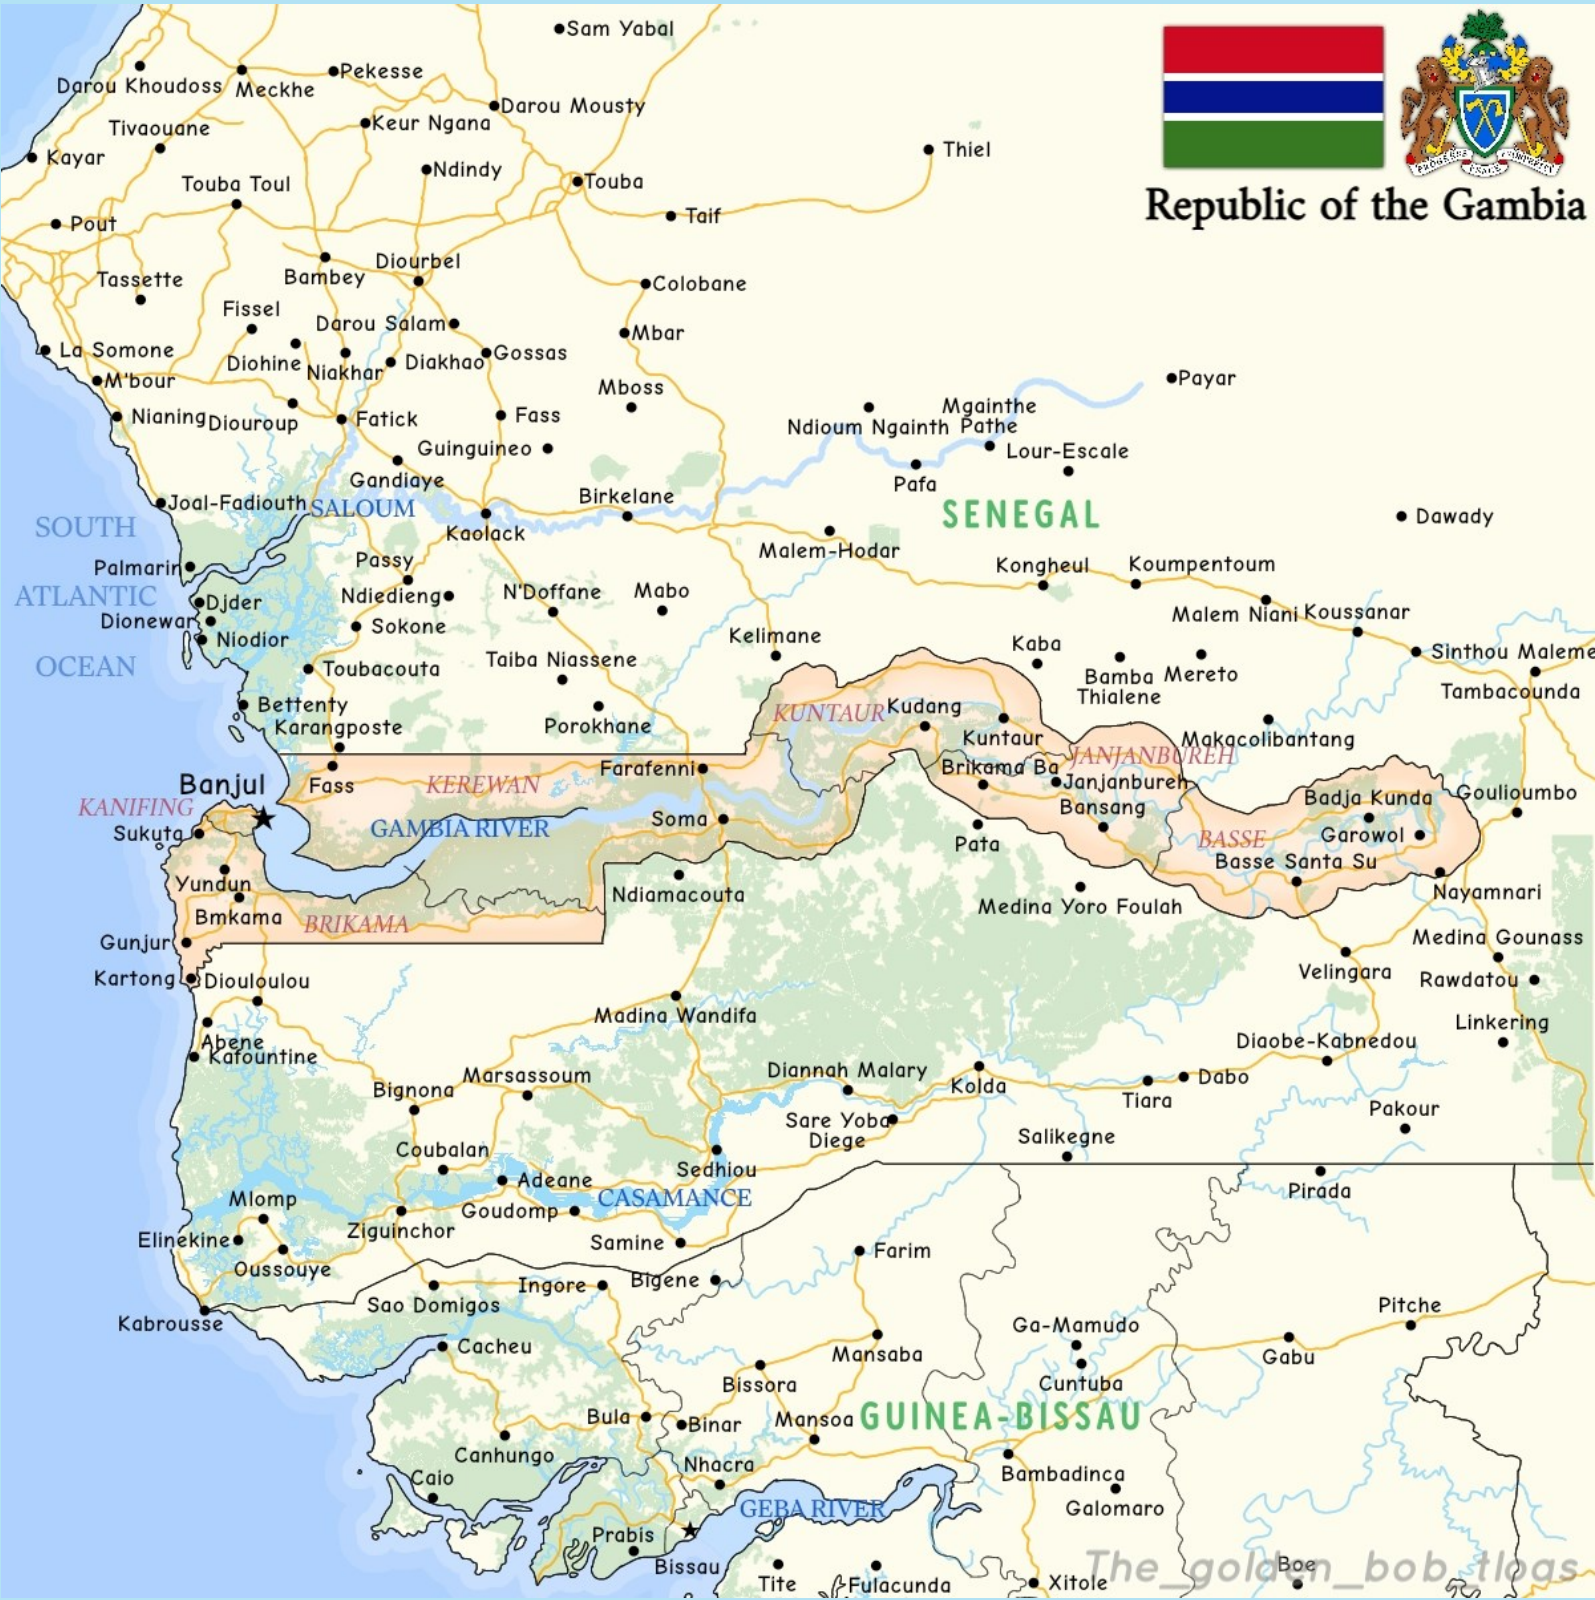 Sam Yabal
Darou Khoudoss
Meckhe
Pekesse
Darou Mousty
Tivaouane
Keur Ngana
Kayar
Ndindy
Thiel
Touba Toul
Touba
Pout
Taif
Republic of the Gambia
Tassette
Bambey
Diourbel
Colobane
Fissel
Darou Salam
Mbar
La Somone
Diohine
Niakhar
Diakhao
Gossas
M'bour
Mboss
Payar
Nianing
Diouroup
Fatick
Fass
Ndioum Ngainth
Mgainthe
Pathe
Guinguineo
Lour-Escale
Gandiaye
Pafa
Joal-Fadiouth
SALOUM
Birkelane
SENEGAL
Dawady
SOUTH
ATLANTIC
OCEAN
Kaolack
Malem-Hodar
Palmarin
Passy
Kongheul
Koumpentoum
Djder
Ndiedieng
N'Doffane
Mabo
Malem Niani
Koussanar
Dionewar
Niodior
Sokone
Kelimane
Kaba
Sinthou Maleme
Toubacouta
Taiba Niassene
Bamba
Thialene
Mereto
Tambacounda
Bettenty
Karangposte
Porokhane
KUNTAUR
Kudang
Kuntaur
JANJANBUREH
Makacolibantang
Banjul
Fass
KEREWAN
Farafenni
Brikama Ba
Janjanbureh
KANIFING
Sukuta
GAMBIA RIVER
Soma
Bansang
Badja Kunda
Goulioumbo
BASSE
Garowol
Pata
Basse Santa Su
Yundun
Ndiamacouta
Medina Yoro Foulah
Nayamnari
Bmkama
BRIKAMA
Gunjur
Medina Gounass
Kartong
Diouloulou
Velingara
Rawdatou
Madina Wandifa
Linkering
Abene
Kafountine
Diaobe-Kabnedou
Bignona
Marsassoum
Diannah Malary
Kolda
Tiara
Dabo
Sare Yoba
Diege
Pakour
Coubalan
Salikegne
Sedhiou
Adeane
CASAMANCE
Pirada
Mlomp
Ziguinchor
Goudomp
Elinekine
Oussouye
Samine
Farim
Sao Domigos
Ingore
Bigene
Kabrousse
Pitche
Cacheu
Ga-Mamudo
Mansaba
Gabu
Bissora
Cuntuba
Bula
Binar
Mansoa
GUINEA-BISSAU
Canhungo
Caio
Nhacra
Bambadinca
Galomaro
GEBA RIVER
Prabis
Bissau
Tite
Fulacunda
Xitole
Boe
The_golden_bob_tloas